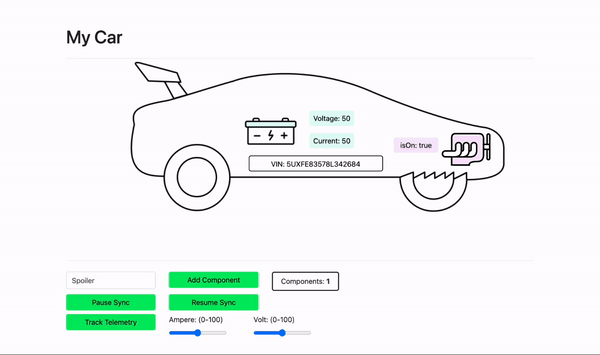 My Car
Voltage: 50
Current: 50
isOn: true
VIN: 5UXFE83578L342684
Spoiler
Add Component
Components: 1
Pause Sync
Resume Sync
Track Telemetry
Ampere: (0-100)
Volt: (0-100)